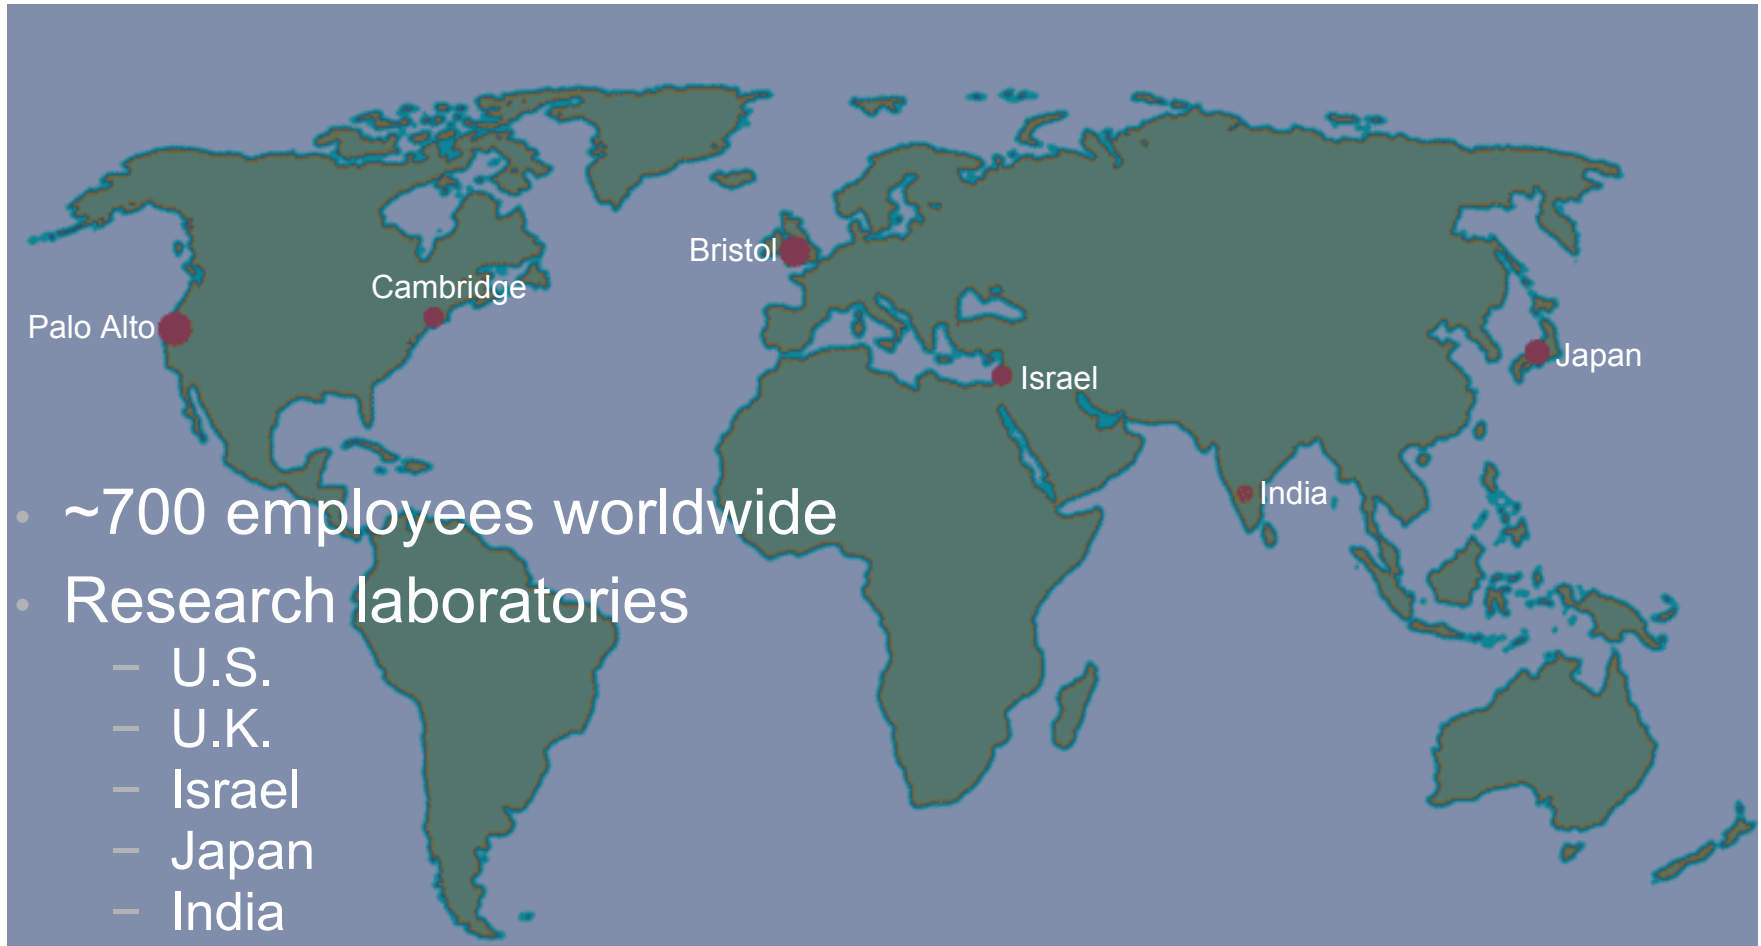 Bristol
Cambridge
Palo Alto
Japan
Israel
India
• ~700 employees worldwide
• Research laboratories
– U.S.
– U.K.
– Israel
– Japan
– India